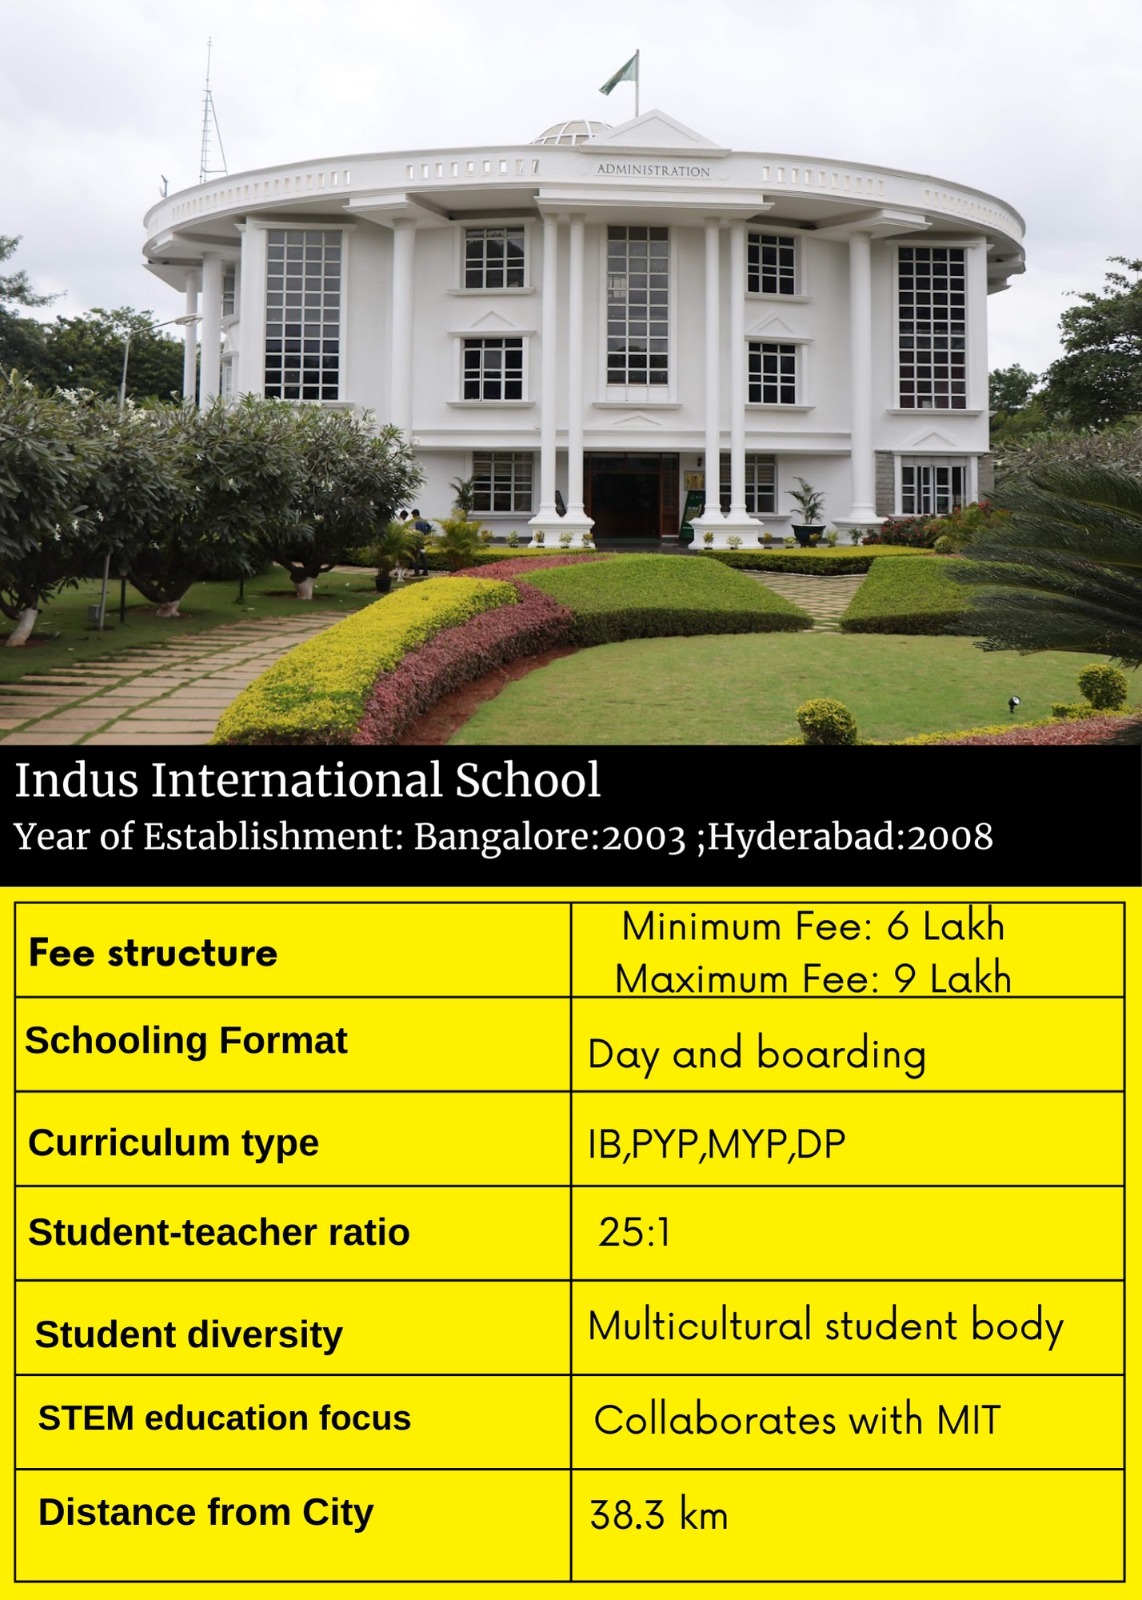 ADMINISTRATION
Indus International School
Year of Establishment: Bangalore:2003 ;Hyderabad:2008
Fee structure
Minimum Fee: 6 Lakh
Maximum Fee: 9 Lakh
Schooling Format
Day and boarding
Curriculum type
IB,PYP,MYP,DP
Student-teacher ratio
25:1
Student diversity
Multicultural student body
STEM education focus
Collaborates with MIT
Distance from City
38.3 km